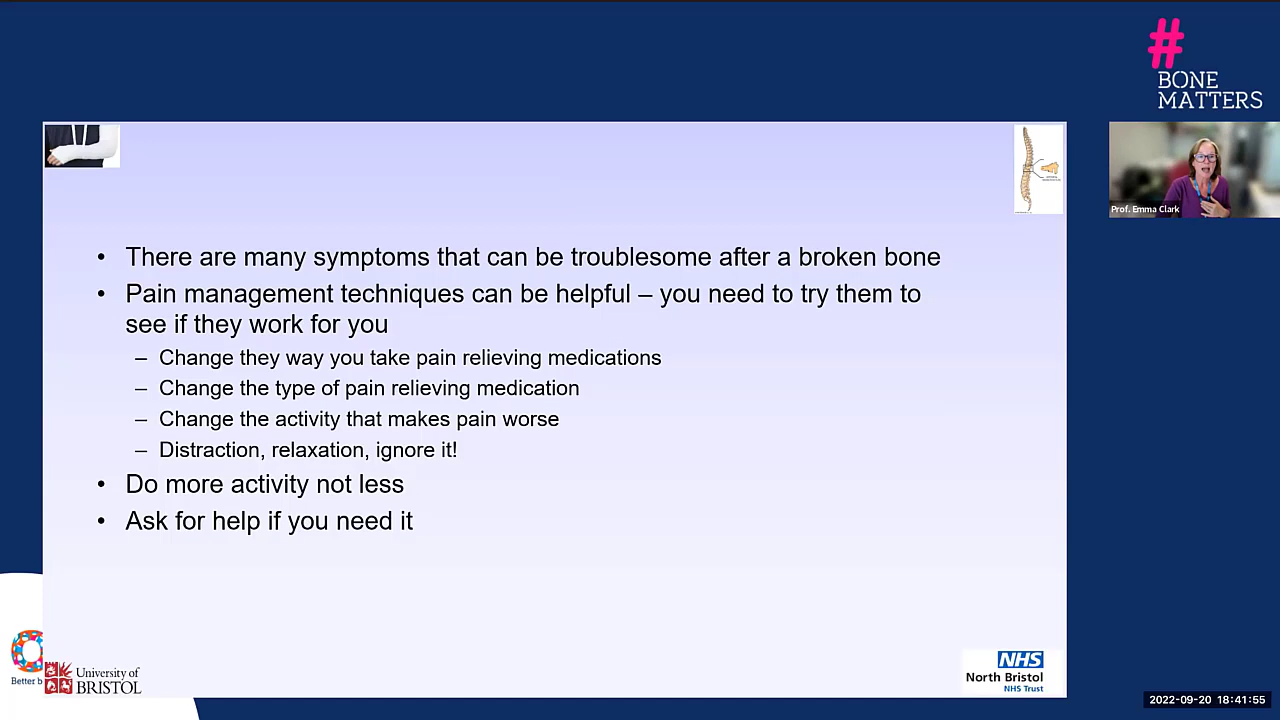 #
BONE
MATTERS
Prof. Emma Clark
• There are many symptoms that can be troublesome after a broken bone
• Pain management techniques can be helpful – you need to try them to
see if they work for you
– Change they way you take pain relieving medications
– Change the type of pain relieving medication
– Change the activity that makes pain worse
– Distraction, relaxation, ignore it!
• Do more activity not less
• Ask for help if you need it
Better b
University of
BRISTOL
NHS
North Bristol
NHS Trust
2022-09-20 18:41:55